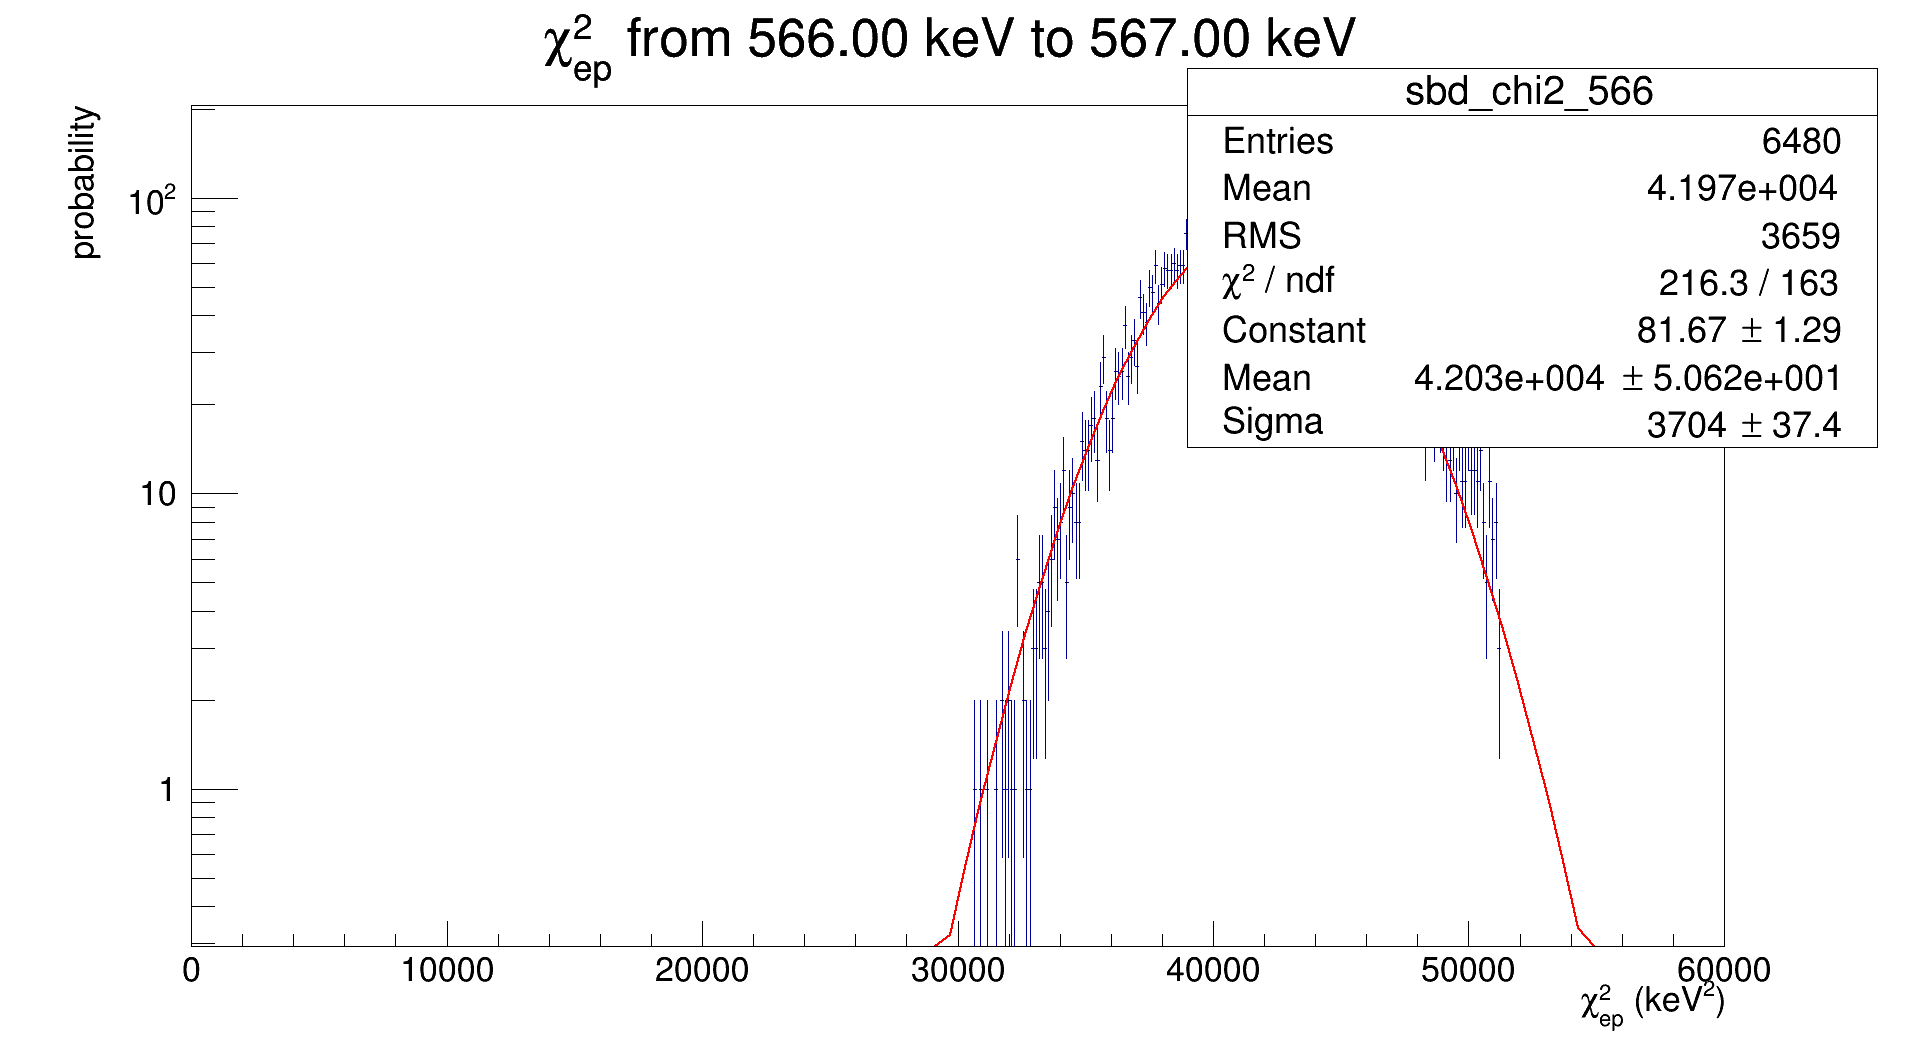 χ²ep from 566.00 keV to 567.00 keV
sbd_chi2_566
Entries 6480
Mean 4.197e+004
RMS 3659
χ² / ndf 216.3 / 163
Constant 81.67 ± 1.29
Mean 4.203e+004 ± 5.062e+001
Sigma 3704 ± 37.4
probability
10²
10
1
0 10000 20000 30000 40000 50000 60000
χ²ep (keV²)